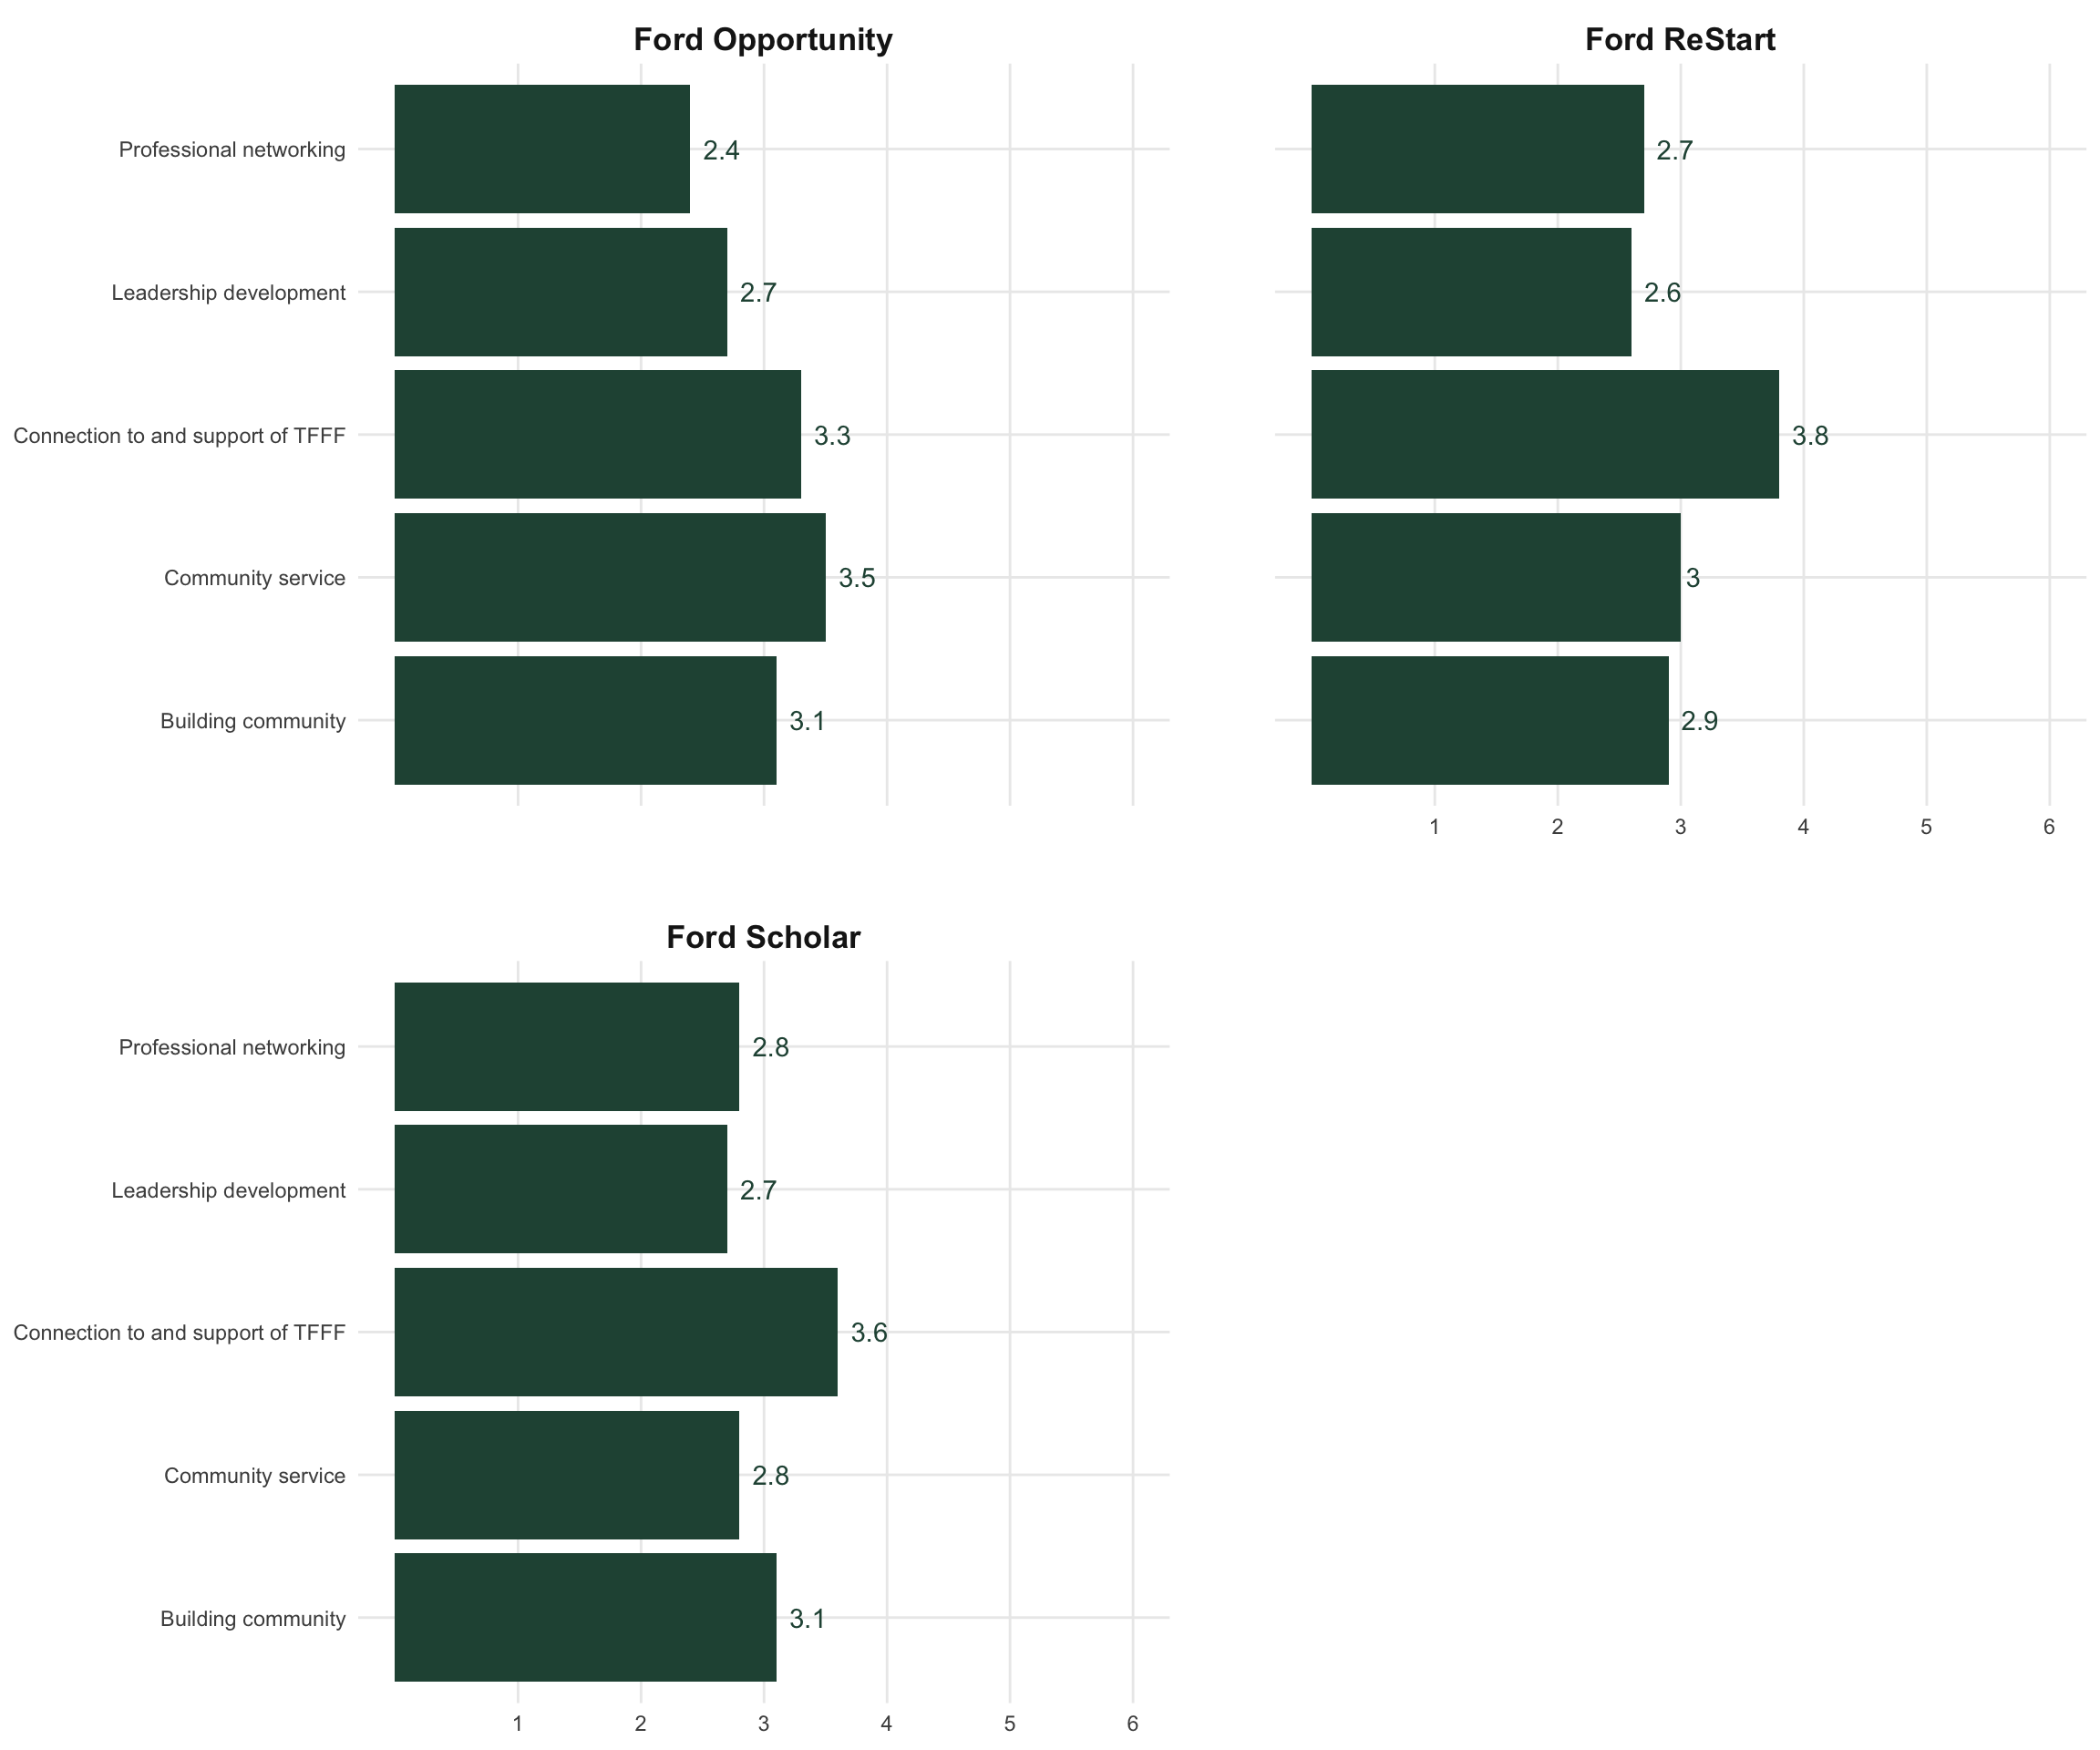 Ford Opportunity
Professional networking
2.4
Leadership development
2.7
Connection to and support of TFFF
3.3
Community service
3.5
Building community
3.1
Ford ReStart
2.7
2.6
3.8
3
2.9
1 2 3 4 5 6
Ford Scholar
Professional networking
2.8
Leadership development
2.7
Connection to and support of TFFF
3.6
Community service
2.8
Building community
3.1
1 2 3 4 5 6